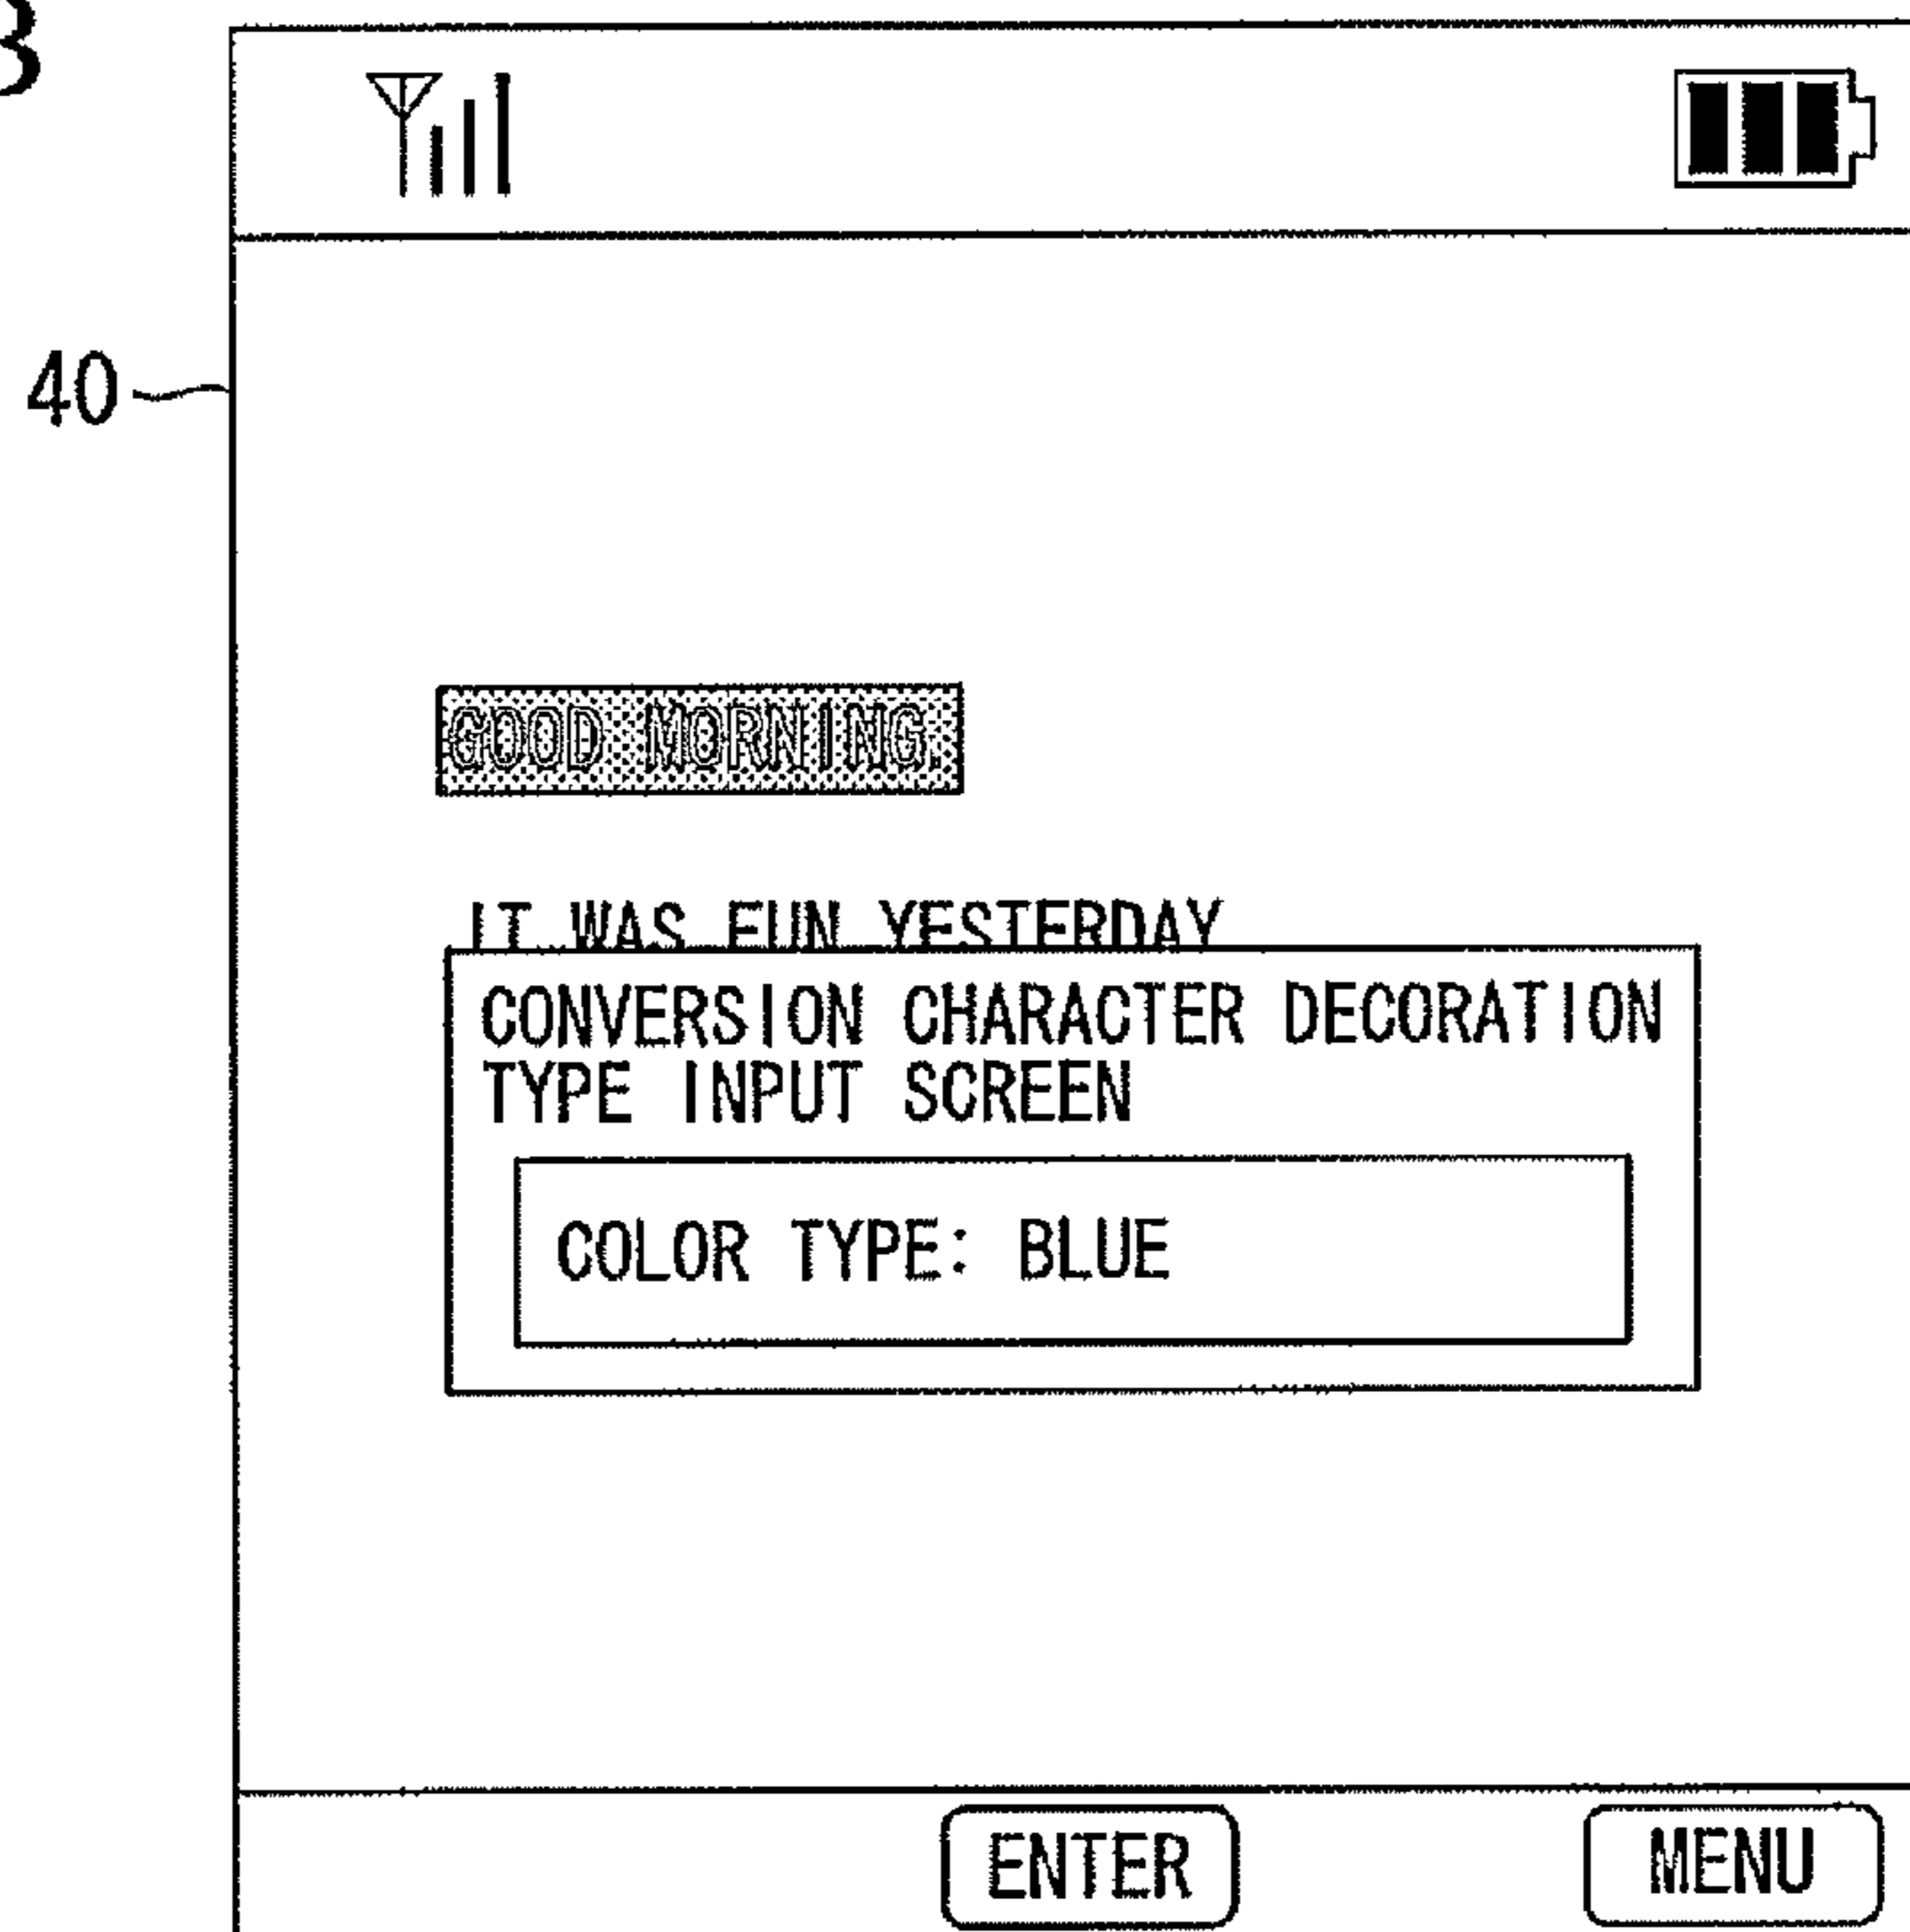 3
40
GOOD MORNING.
IT WAS FUN YESTERDAY
CONVERSION CHARACTER DECORATION
TYPE INPUT SCREEN
COLOR TYPE: BLUE
ENTER MENU